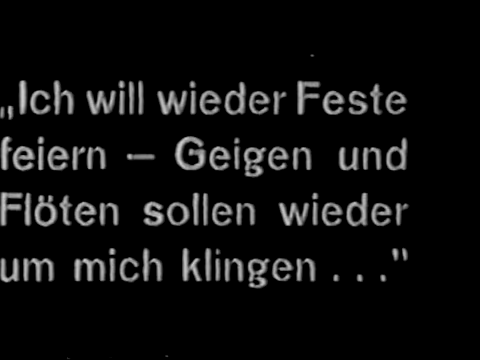 „Ich will wieder Feste
feiern — Geigen und
Flöten sollen wieder
um mich klingen . . ."